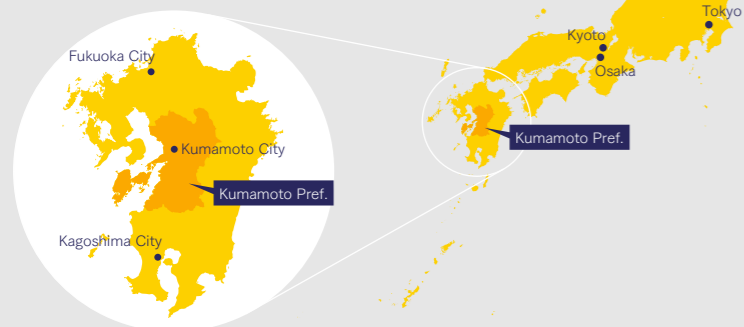 Fukuoka City
Kumamoto City
Kumamoto Pref.
Kagoshima City
Tokyo
Kyoto
Osaka
Kumamoto Pref.